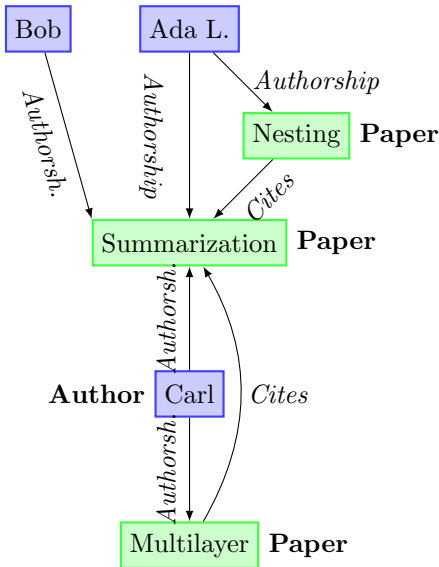 Bob
Ada L.
Authorship
Authorsh.
Authorship
Nesting Paper
Cites
Summarization Paper
Authorsh.
Author Carl Cites
Authorsh.
Multilayer Paper